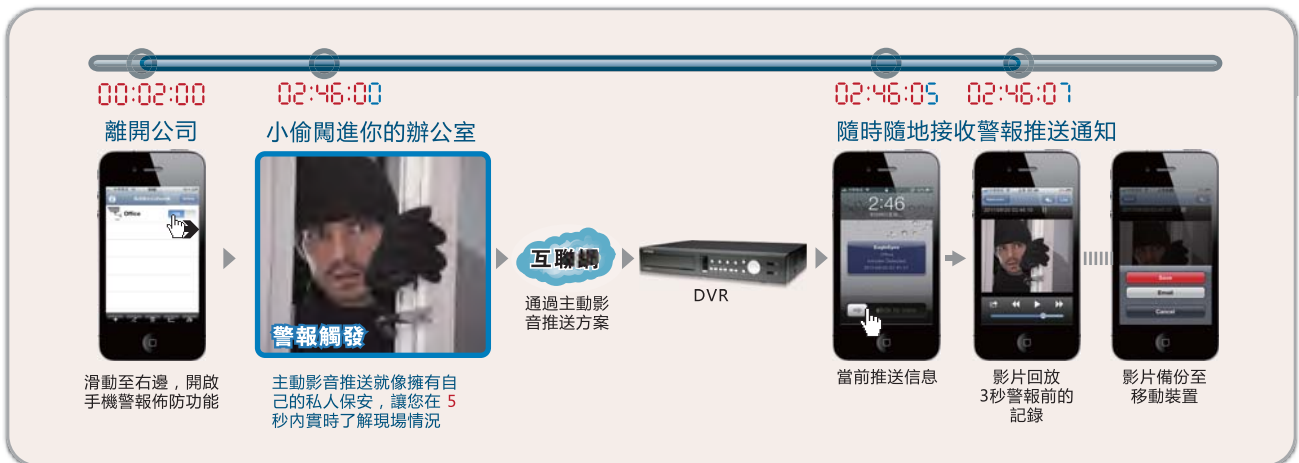 00:02:00
02:46:00
02:46:05
02:46:07
離開公司
小偷闖進你的辦公室
隨時隨地接收警報推送通知
Office
警報觸發
互聯網
通過主動影
音推送方案
DVR
2:46
EagleSync
Office
Save
Email
Cancel
滑動至右邊，開啟
手機警報佈防功能
主動影音推送就像擁有自
己的私人保安，讓您在 5
秒內實時了解現場情況
當前推送信息
影片回放
3秒警報前的
記錄
影片備份至
移動裝置